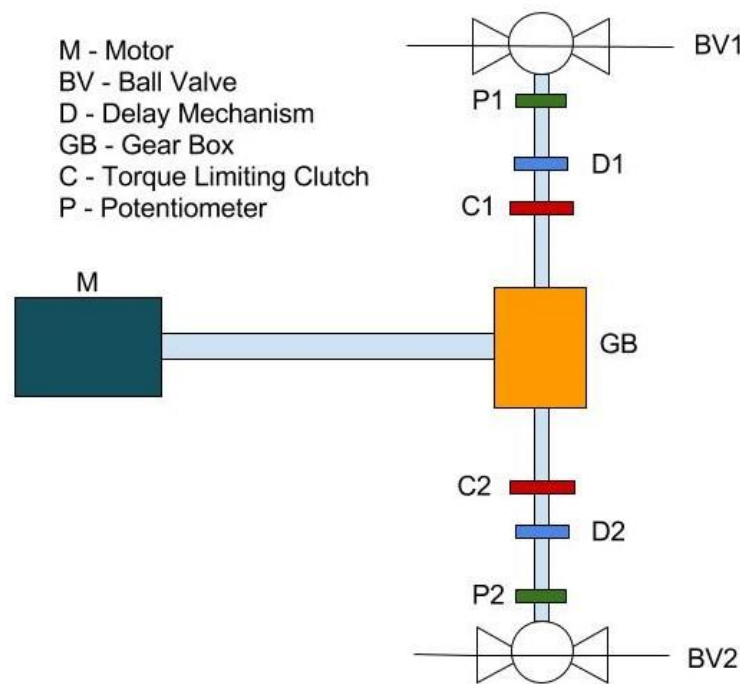 M - Motor
BV - Ball Valve
D - Delay Mechanism
GB - Gear Box
C - Torque Limiting Clutch
P - Potentiometer
BV1
P1
D1
C1
M
GB
C2
D2
P2
BV2